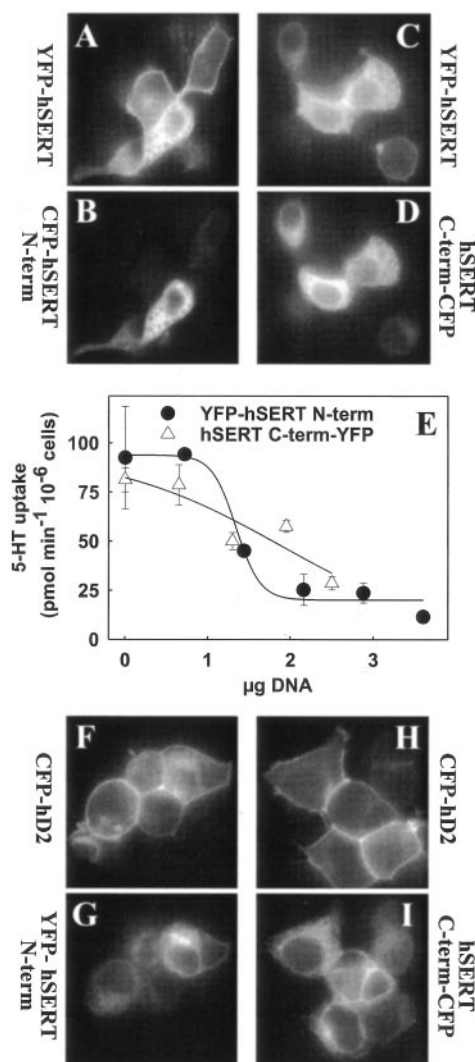 A
C
YFP-hSERT
YFP-hSERT
B
D
CFP-hSERT
N-term
hSERT
C-term-CFP
YFP-hSERT N-term
hSERT C-term-YFP
E
5-HT uptake
(pmol min⁻¹ 10⁻⁶ cells)
100
75
50
25
0
0
1
2
3
µg DNA
F
H
CFP-hD2
CFP-hD2
G
I
YFP- hSERT
N-term
hSERT
C-term-CFP